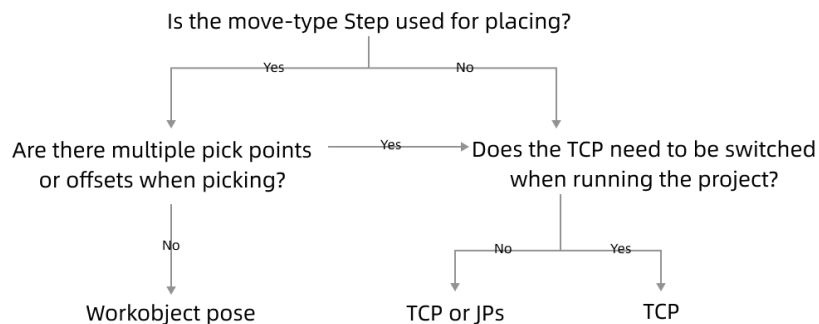 Is the move-type Step used for placing?
Yes
No
Are there multiple pick points
or offsets when picking?
Yes
Does the TCP need to be switched
when running the project?
No
No
Yes
Workobject pose
TCP or JPs
TCP